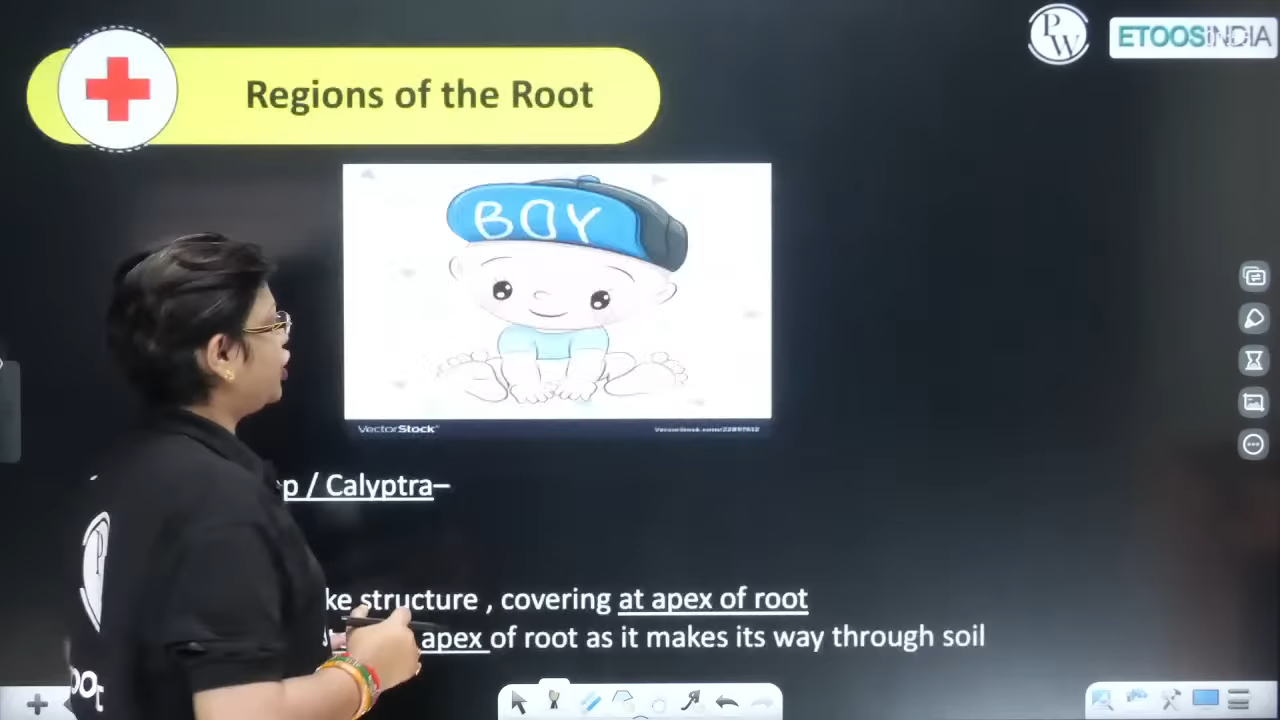 PW
ETOOSINDIA
Regions of the Root
BOY
VectorStock
p / Calyptra–
ke structure , covering at apex of root
apex of root as it makes its way through soil